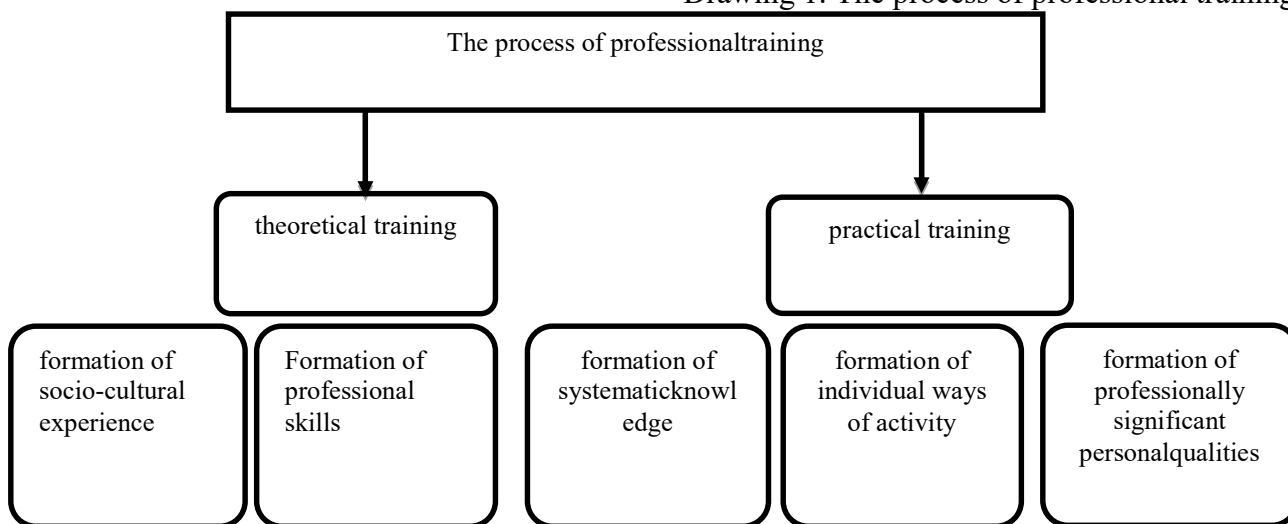 Drawing 1. The process of professional training
The process of professionaltraining
theoretical training
practical training
formation of
socio-cultural
experience
Formation of
professional
skills
formation of
systematicknowl
edge
formation of
individual ways
of activity
formation of
professionally
significant
personalqualities